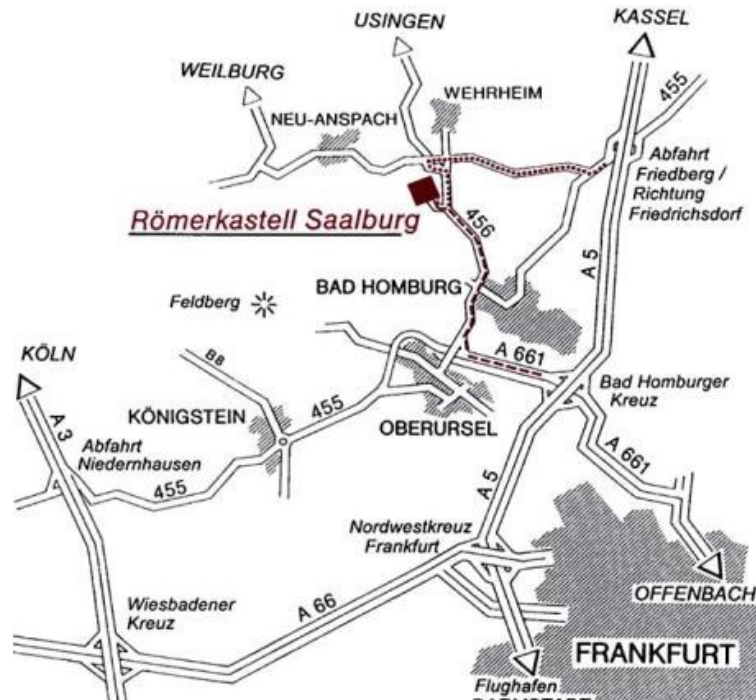 USINGEN
KASSEL
WEILBURG
455
WEHRHEIM
NEU-ANSPACH
Abfahrt
Friedberg /
Richtung
Friedrichsdorf
Römerkastell Saalburg
456
A 5
BAD HOMBURG
Feldberg
KÖLN
B8
A 661
Bad Homburger
Kreuz
KÖNIGSTEIN
455
OBERURSEL
A 3
Abfahrt
Niedernhausen
455
A 661
A 5
Nordwestkreuz
Frankfurt
OFFENBACH
Wiesbadener
Kreuz
A 66
FRANKFURT
Flughafen
DARMSTADT